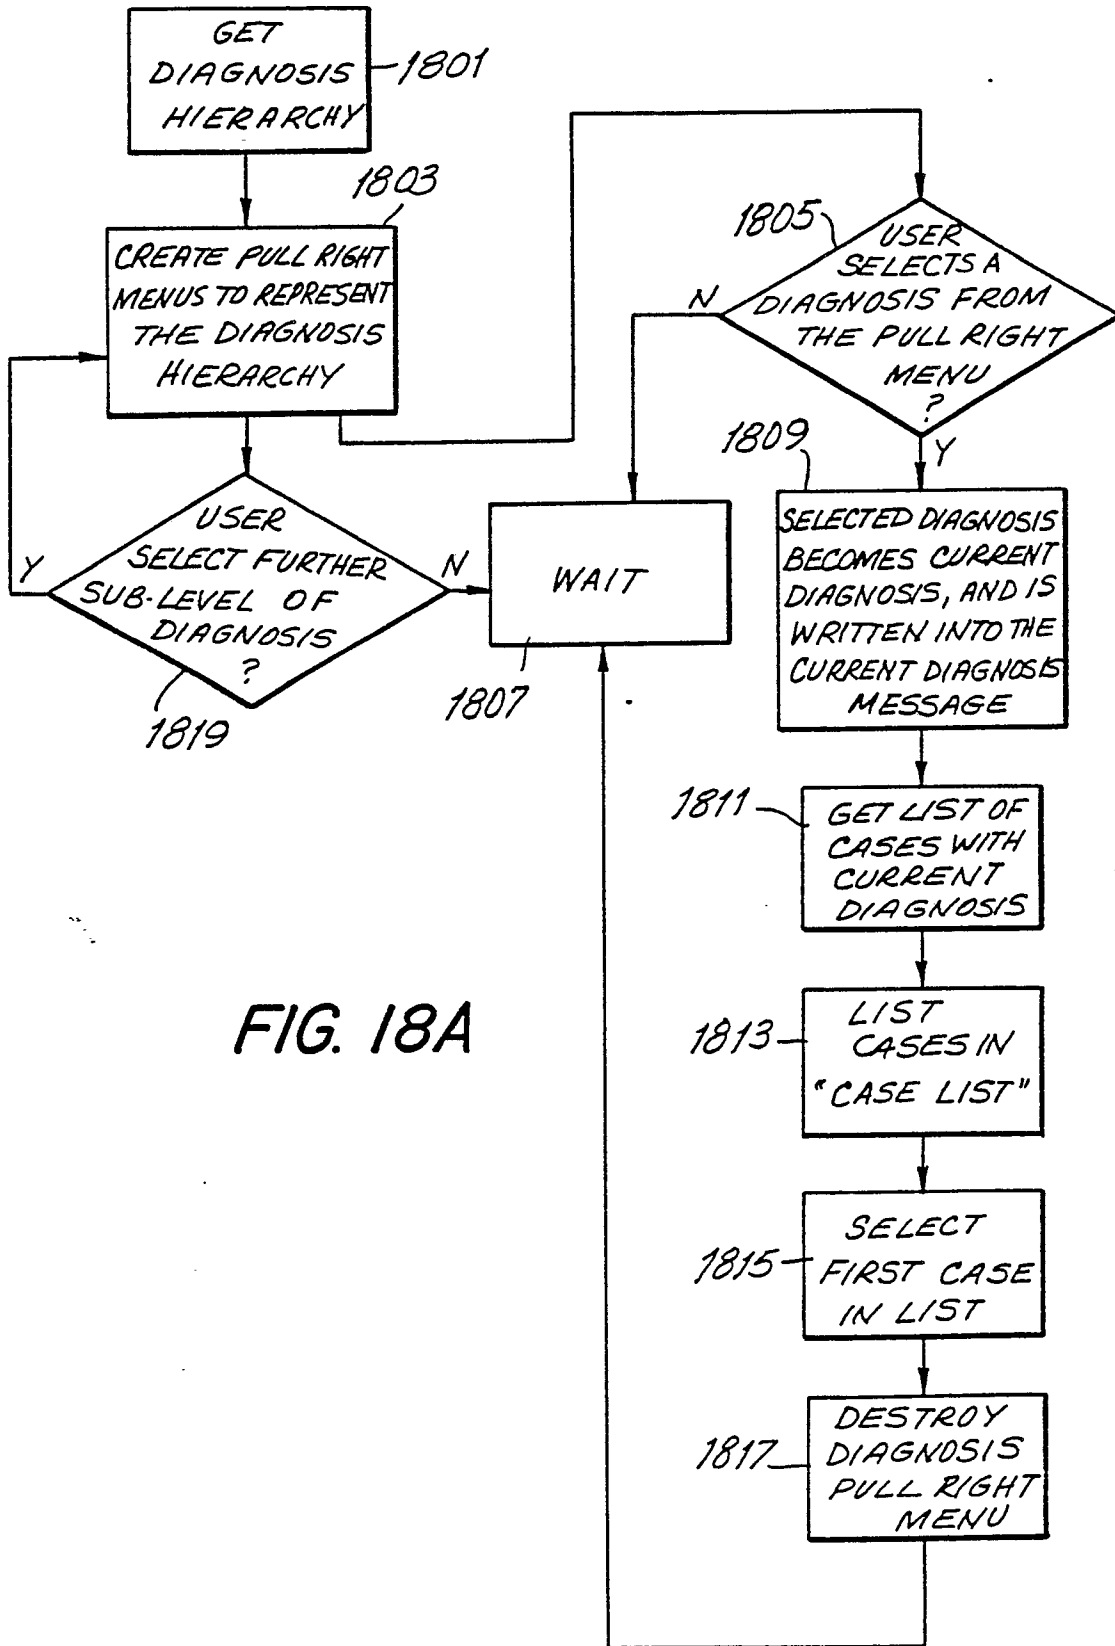 GET
DIAGNOSIS
HIERARCHY
1801
1803
CREATE PULL RIGHT
MENUS TO REPRESENT
THE DIAGNOSIS
HIERARCHY
USER
SELECT FURTHER
SUB-LEVEL OF
DIAGNOSIS
?
Y
N
1819
WAIT
1807
1805
USER
SELECTS A
DIAGNOSIS FROM
THE PULL RIGHT
MENU
?
N
Y
1809
SELECTED DIAGNOSIS
BECOMES CURRENT
DIAGNOSIS, AND IS
WRITTEN INTO THE
CURRENT DIAGNOSIS
MESSAGE
1811
GET LIST OF
CASES WITH
CURRENT
DIAGNOSIS
1813
LIST
CASES IN
"CASE LIST"
1815
SELECT
FIRST CASE
IN LIST
1817
DESTROY
DIAGNOSIS
PULL RIGHT
MENU
FIG. 18A